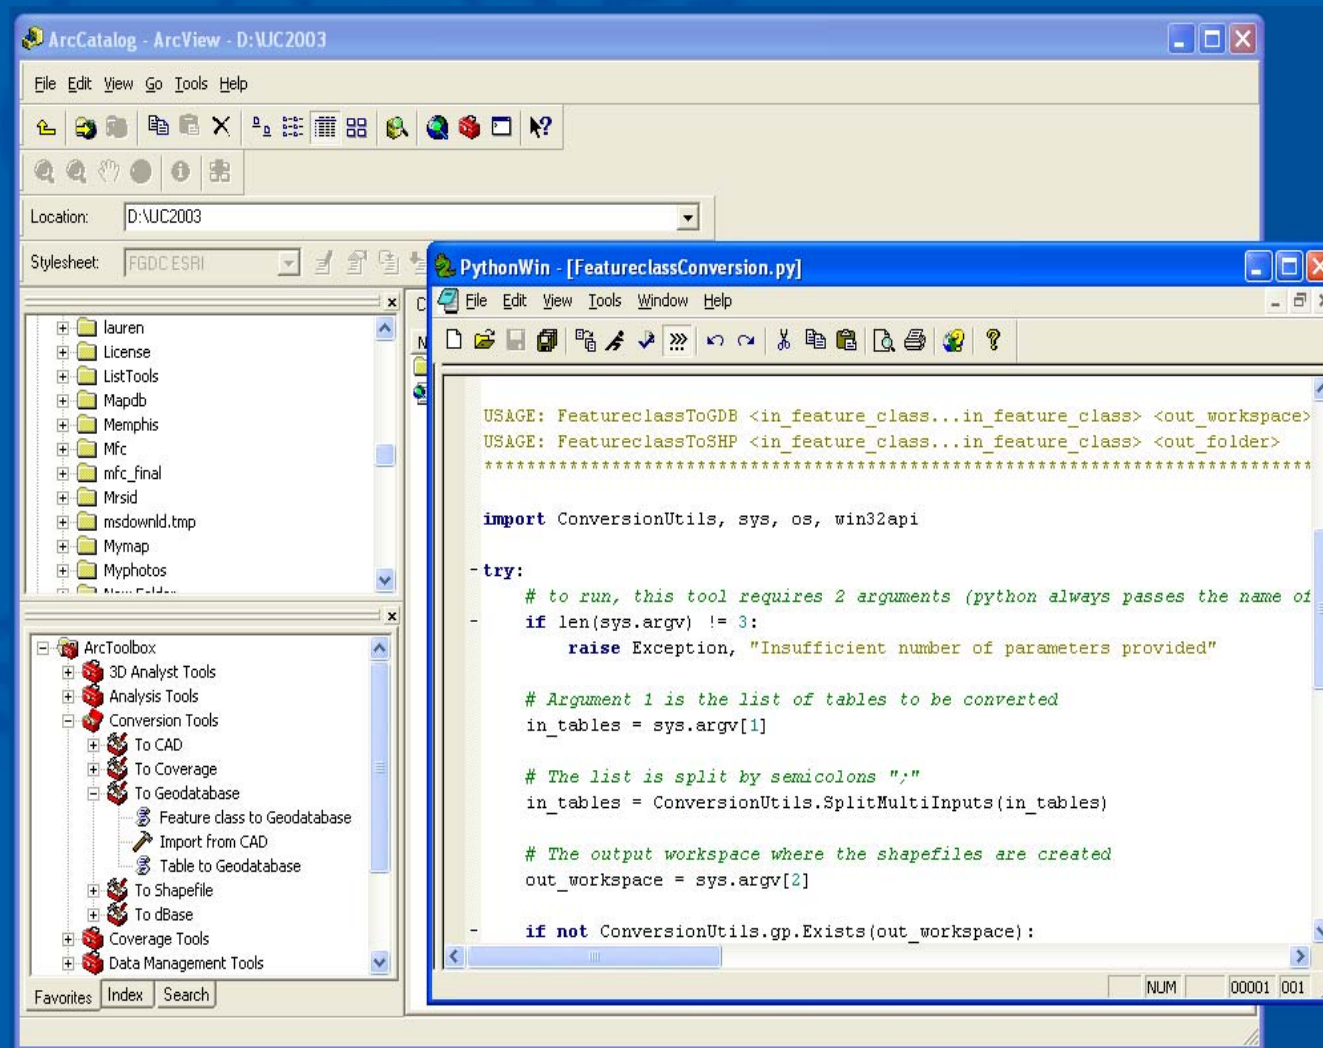 ArcCatalog - ArcView - D:\UC2003
File Edit View Go Tools Help
Location: D:\UC2003
Stylesheet: FGDC ESRI
lauren
License
ListTools
Mapdb
Memphis
Mfc
mfc_final
Mrsid
msdownld.tmp
Mymap
Myphotos
ArcToolbox
3D Analyst Tools
Analysis Tools
Conversion Tools
To CAD
To Coverage
To Geodatabase
Feature class to Geodatabase
Import from CAD
Table to Geodatabase
To Shapefile
To dBase
Coverage Tools
Data Management Tools
Favorites Index Search
PythonWin - [FeatureclassConversion.py]
File Edit View Tools Window Help
USAGE: FeatureclassToGDB <in_feature_class...in_feature_class> <out_workspace>
USAGE: FeatureclassToSHP <in_feature_class...in_feature_class> <out_folder>
*****************************************************************************
import ConversionUtils, sys, os, win32api
try:
# to run, this tool requires 2 arguments (python always passes the name of
if len(sys.argv) != 3:
raise Exception, "Insufficient number of parameters provided"
# Argument 1 is the list of tables to be converted
in_tables = sys.argv[1]
# The list is split by semicolons ";"
in_tables = ConversionUtils.SplitMultiInputs(in_tables)
# The output workspace where the shapefiles are created
out_workspace = sys.argv[2]
if not ConversionUtils.gp.Exists(out_workspace):
NUM 00001 001